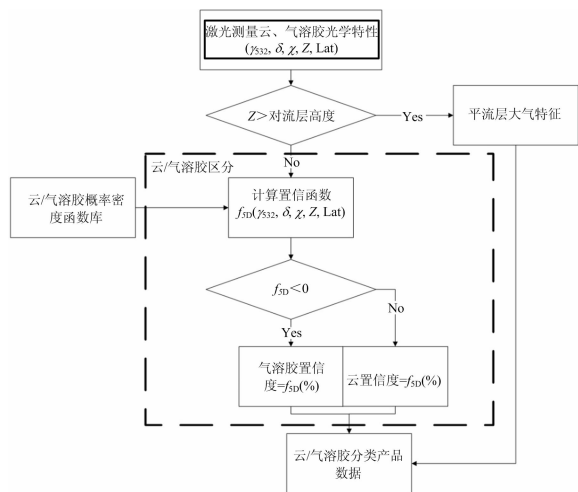 激光测量云、气溶胶光学特性
(γ532, δ, χ, Z, Lat)
Z＞对流层高度
Yes
平流层大气特征
No
云/气溶胶区分
云/气溶胶概率密
度函数库
计算置信函数
f5D(γ532, δ, χ, Z, Lat)
f5D＜0
No
Yes
气溶胶置信
度=f5D(%)
云置信度=f5D(%)
云/气溶胶分类产品
数据